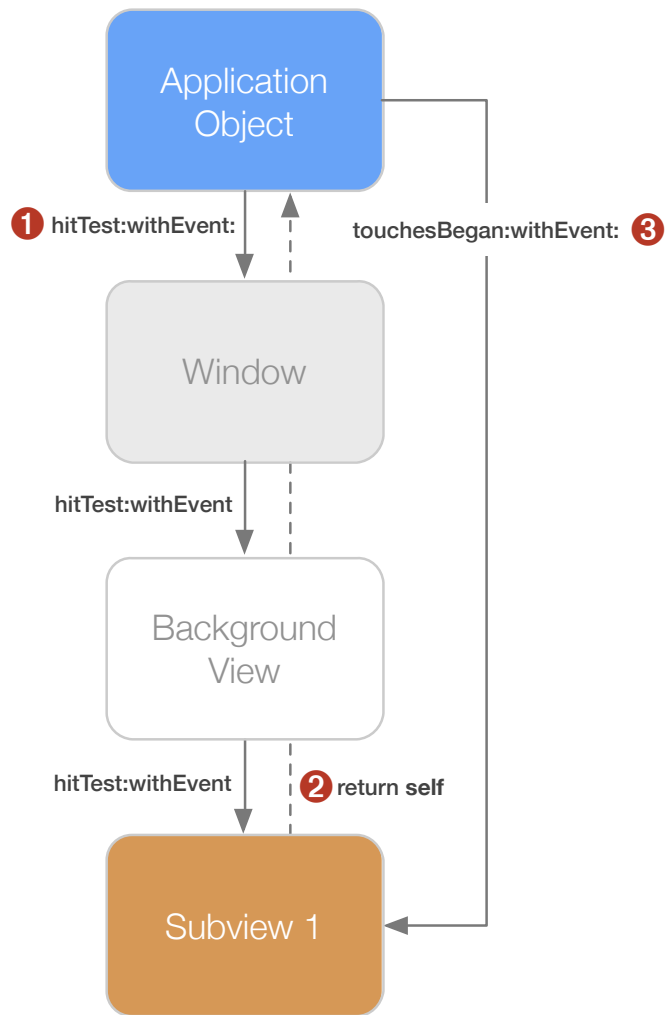 Application
Object
1 hitTest:withEvent:
touchesBegan:withEvent: 3
Window
hitTest:withEvent
Background
View
hitTest:withEvent
2 return self
Subview 1